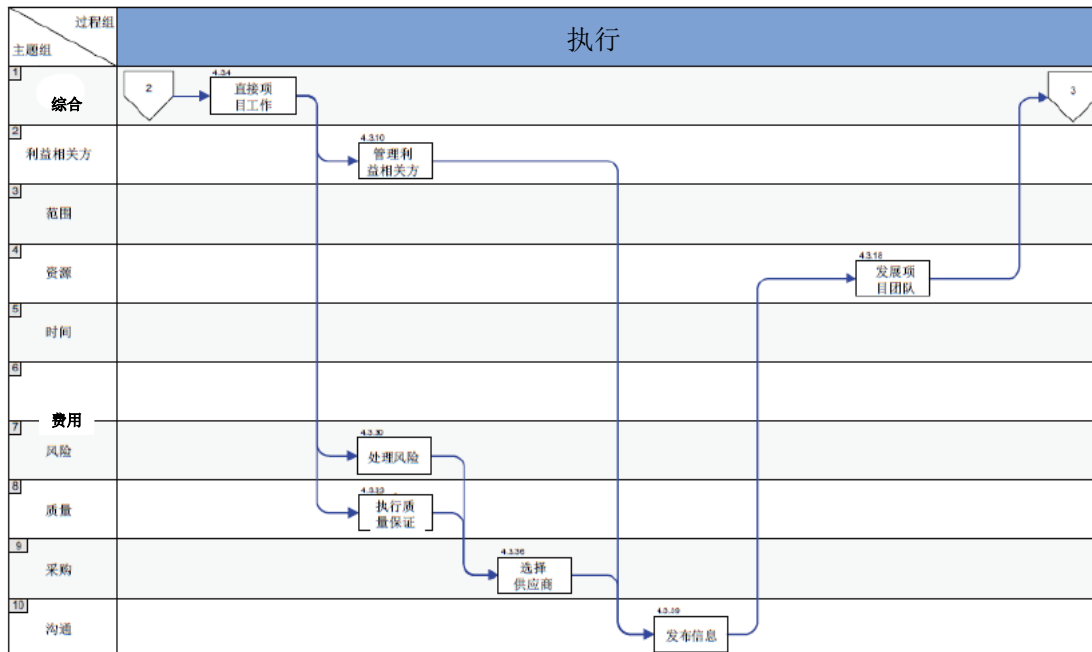 过程组
主题组
执行
1
综合
2
4.3.4
直接项
目工作
3
2
利益相关方
4.3.10
管理利
益相关方
3
范围
4
资源
4.3.18
发展项
目团队
5
时间
6
费用
7
风险
4.3.30
处理风险
8
质量
4.3.33
执行质
量保证
9
采购
4.3.36
选择
供应商
10
沟通
4.3.39
发布信息